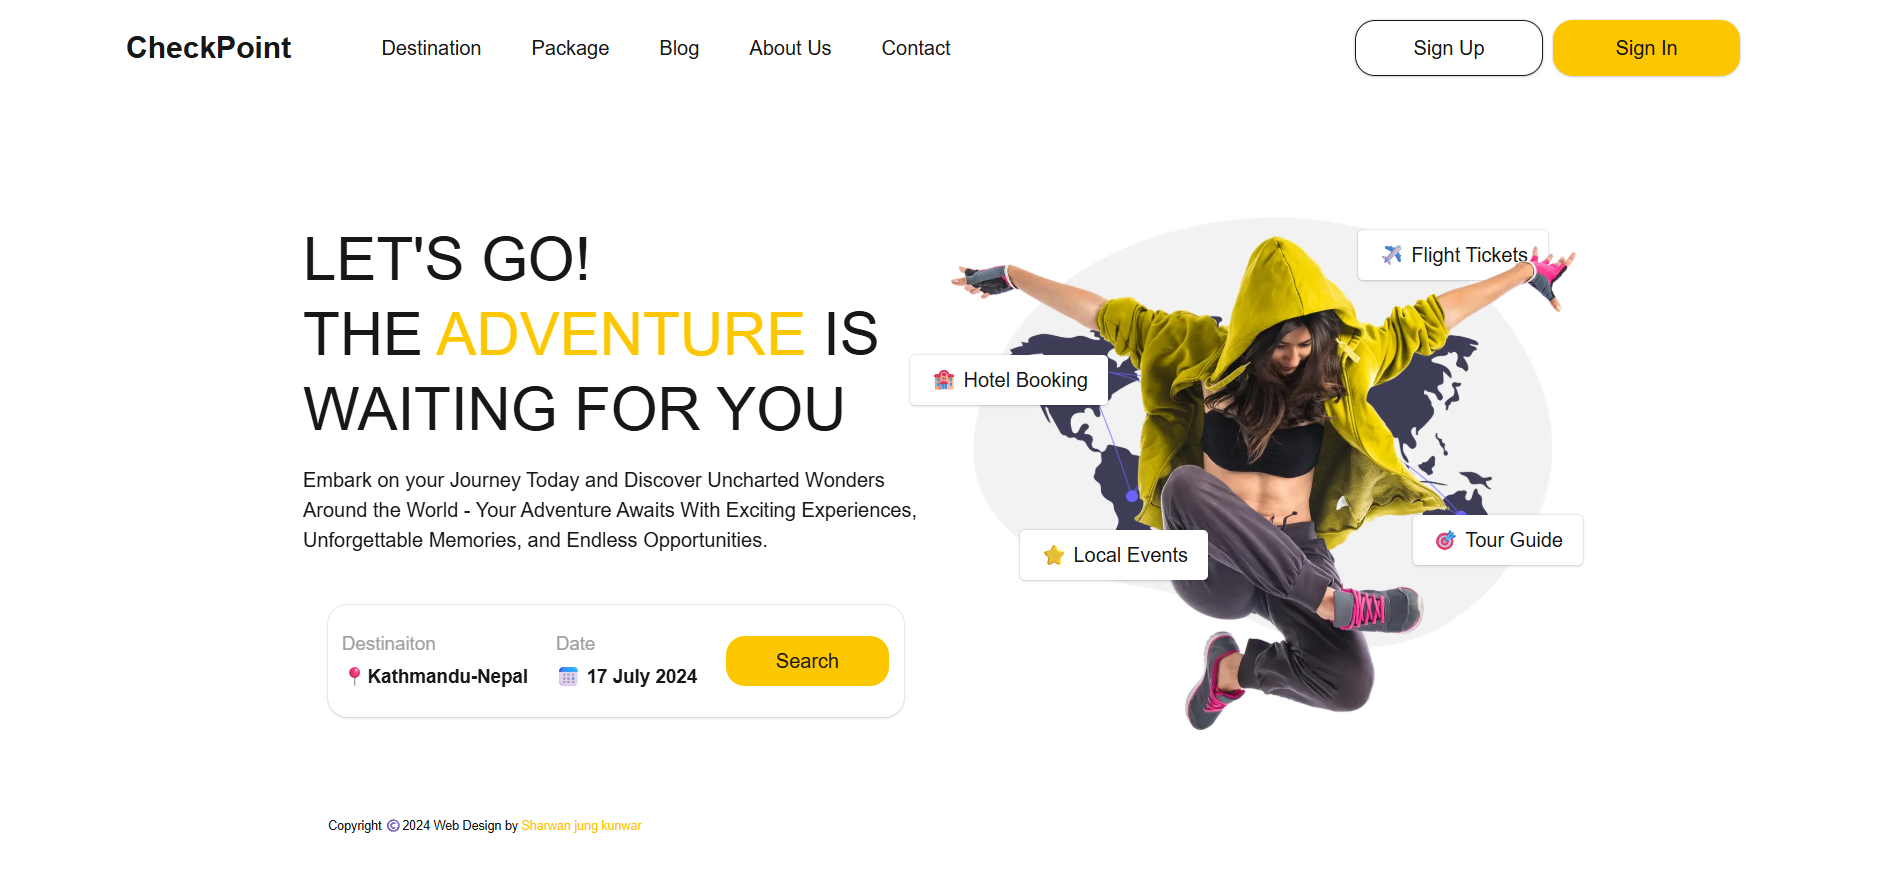 CheckPoint
Destination
Package
Blog
About Us
Contact
Sign Up
Sign In
LET'S GO!
THE ADVENTURE IS
WAITING FOR YOU
Embark on your Journey Today and Discover Uncharted Wonders
Around the World - Your Adventure Awaits With Exciting Experiences,
Unforgettable Memories, and Endless Opportunities.
Destinaiton
Date
Kathmandu-Nepal
17 July 2024
Search
Flight Tickets
Hotel Booking
Local Events
Tour Guide
Copyright © 2024 Web Design by Sharwan jung kunwar